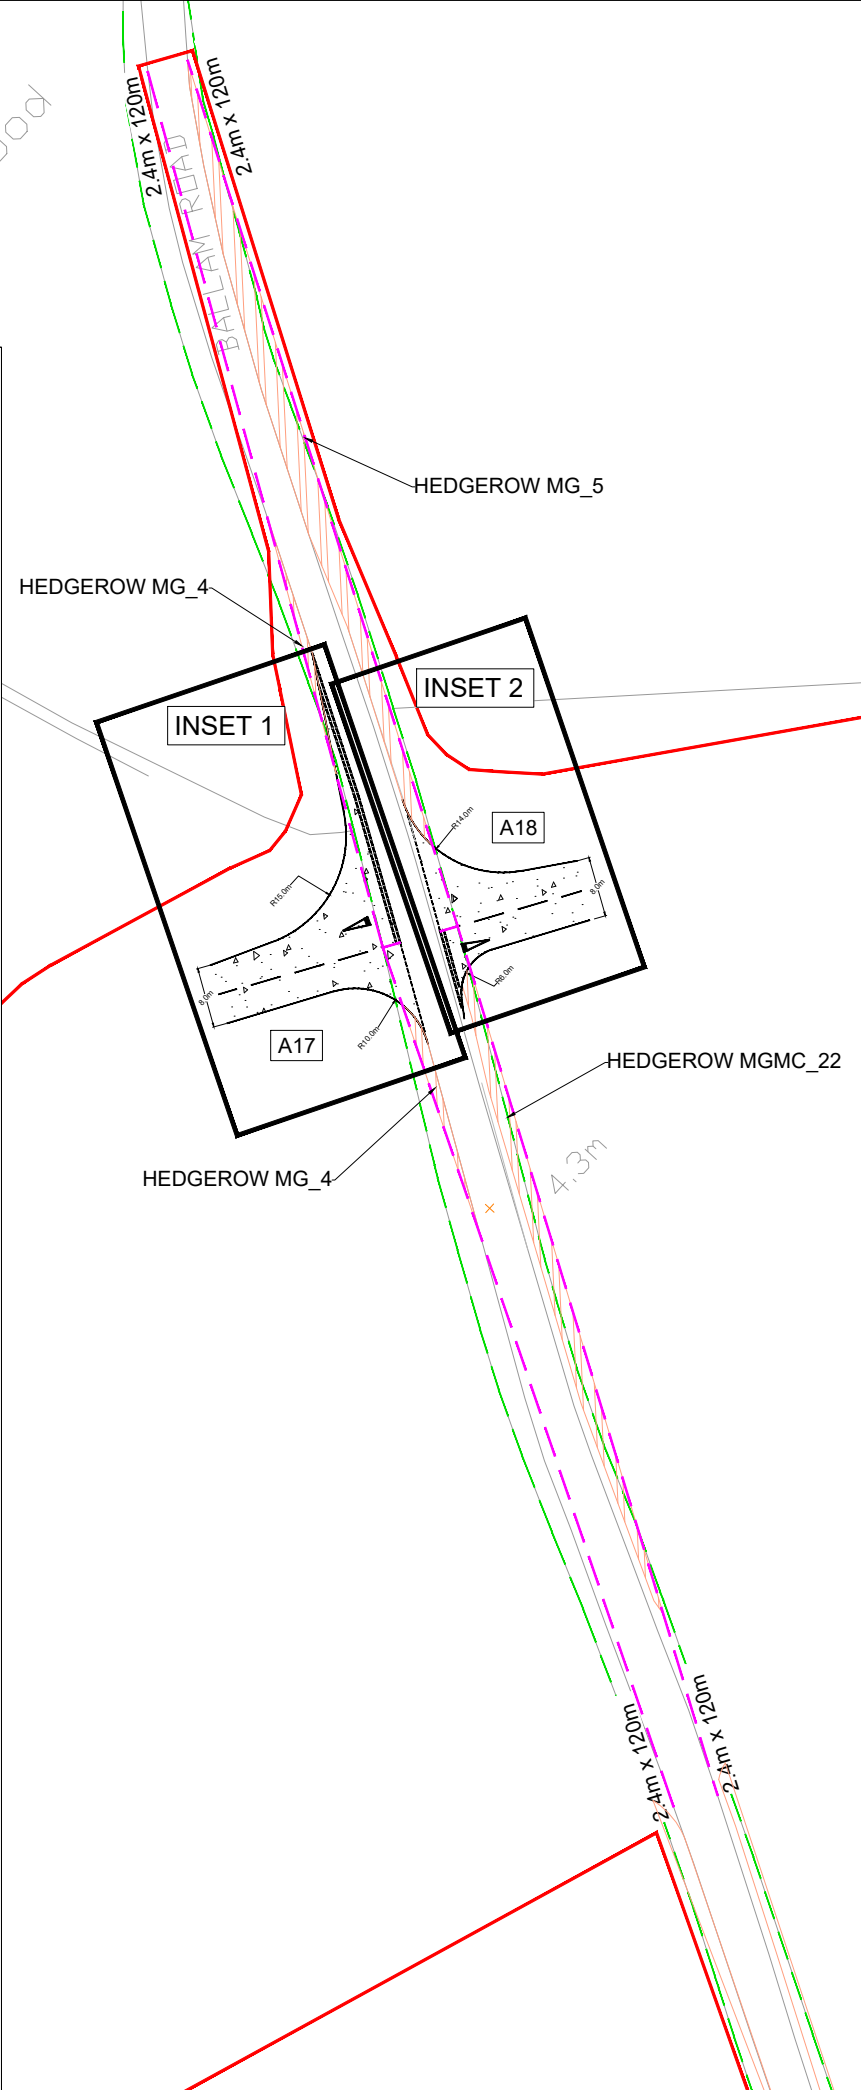 2.4m x 120m
2.4m x 120m
BALLAM ROAD
HEDGEROW MG_5
HEDGEROW MG_4
INSET 2
INSET 1
R14.0m
A18
R15.0m
8.0m
8.0m
R6.0m
R10.0m
A17
HEDGEROW MGMC_22
4.3m
HEDGEROW MG_4
2.4m x 120m
2.4m x 120m